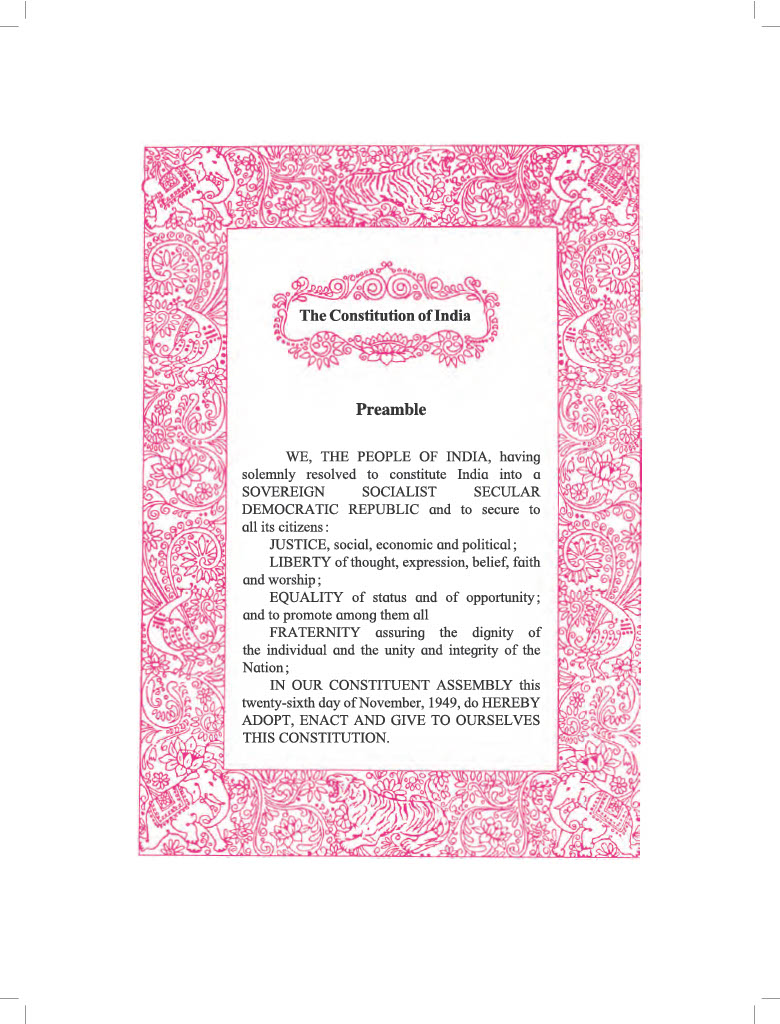 The Constitution of India
Preamble
WE, THE PEOPLE OF INDIA, having
solemnly resolved to constitute India into a
SOVEREIGN SOCIALIST SECULAR
DEMOCRATIC REPUBLIC and to secure to
all its citizens :
JUSTICE, social, economic and political ;
LIBERTY of thought, expression, belief, faith
and worship ;
EQUALITY of status and of opportunity ;
and to promote among them all
FRATERNITY assuring the dignity of
the individual and the unity and integrity of the
Nation ;
IN OUR CONSTITUENT ASSEMBLY this
twenty-sixth day of November, 1949, do HEREBY
ADOPT, ENACT AND GIVE TO OURSELVES
THIS CONSTITUTION.